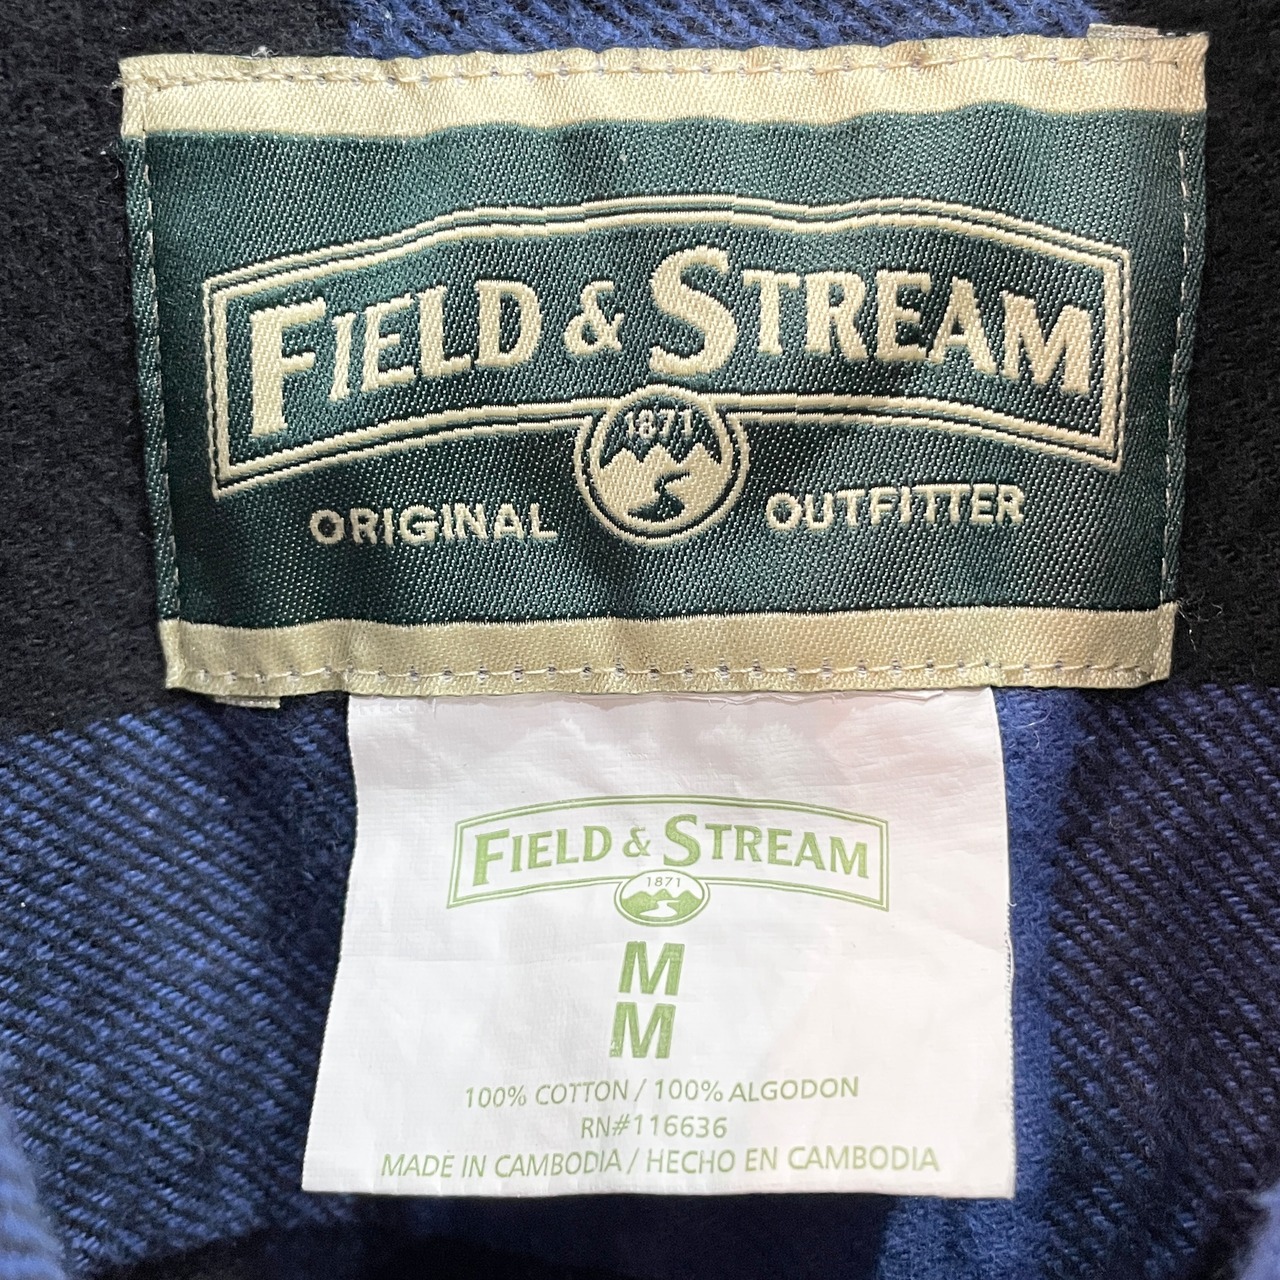 FIELD & STREAM
1871
ORIGINAL OUTFITTER
FIELD & STREAM
1871
M
M
100% COTTON / 100% ALGODON
RN#116636
MADE IN CAMBODIA / HECHO EN CAMBODIA